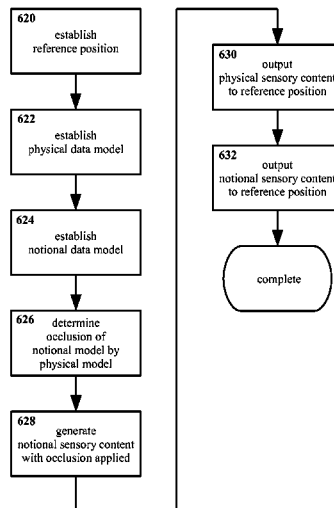 620
establish
reference position
622
establish
physical data model
624
establish
notional data model
626
determine
occlusion of
notional model by
physical model
628
generate
notional sensory content
with occlusion applied
630
output
physical sensory content
to reference position
632
output
notional sensory content
to reference position
complete